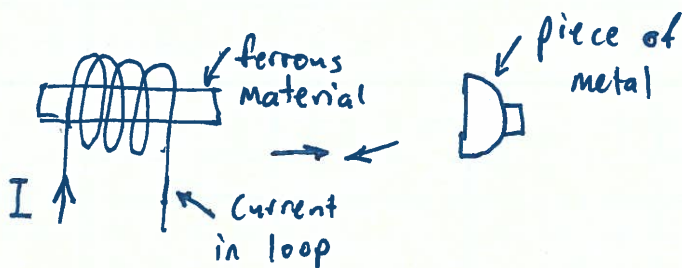 ferrous
material
piece of
metal
I
Current
in loop